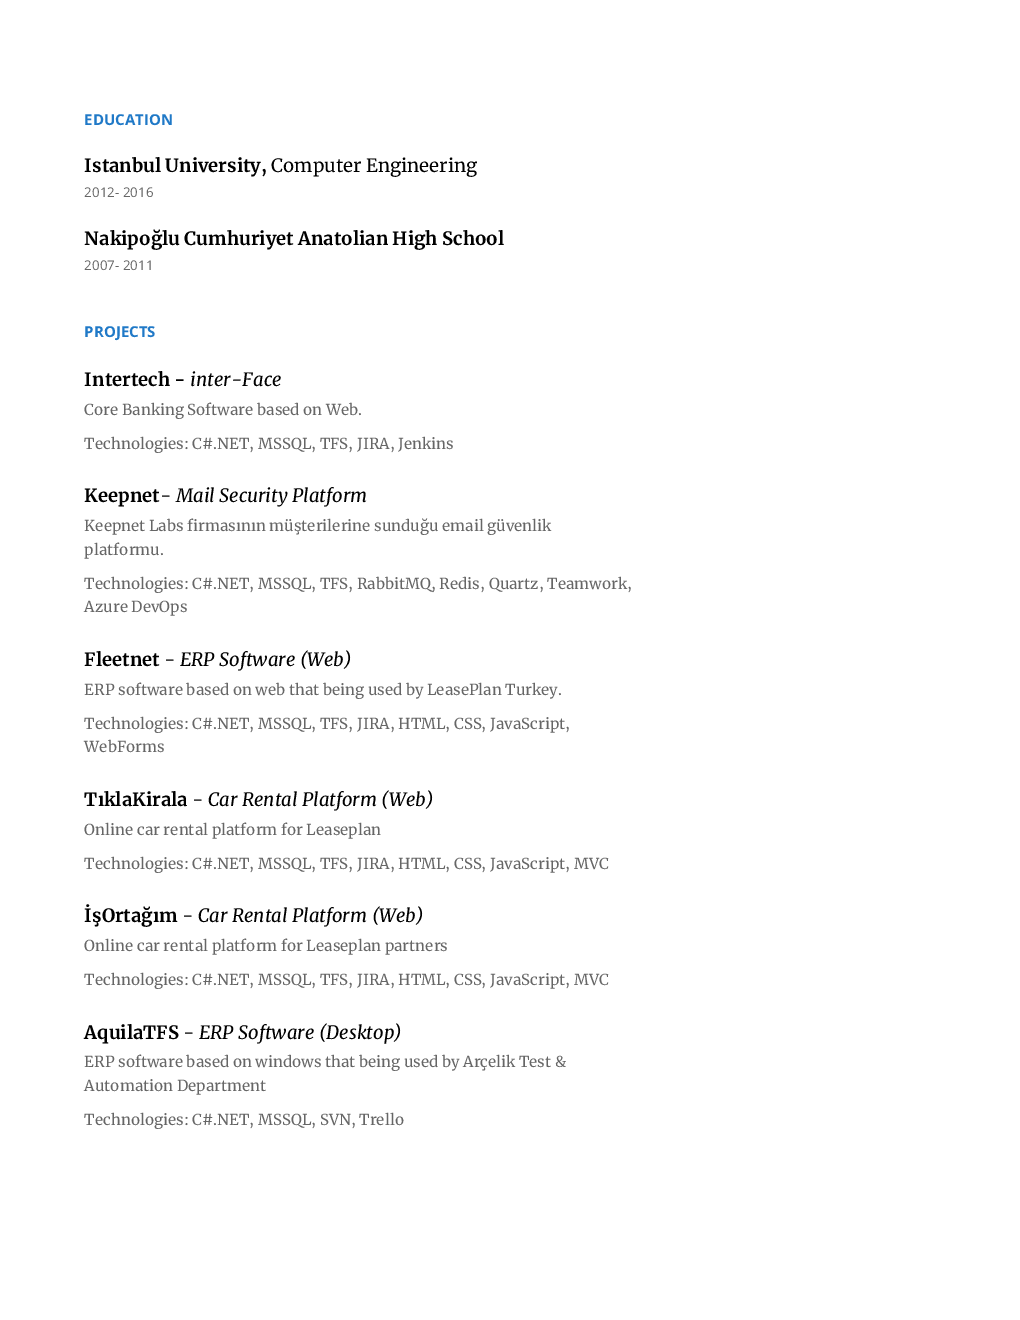 EDUCATION
Istanbul University, Computer Engineering
2012- 2016
Nakipoğlu Cumhuriyet Anatolian High School
2007- 2011
PROJECTS
Intertech - inter-Face
Core Banking Software based on Web.
Technologies: C#.NET, MSSQL, TFS, JIRA, Jenkins
Keepnet- Mail Security Platform
Keepnet Labs firmasının müşterilerine sunduğu email güvenlik
platformu.
Technologies: C#.NET, MSSQL, TFS, RabbitMQ, Redis, Quartz, Teamwork,
Azure DevOps
Fleetnet - ERP Software (Web)
ERP software based on web that being used by LeasePlan Turkey.
Technologies: C#.NET, MSSQL, TFS, JIRA, HTML, CSS, JavaScript,
WebForms
TıklaKirala - Car Rental Platform (Web)
Online car rental platform for Leaseplan
Technologies: C#.NET, MSSQL, TFS, JIRA, HTML, CSS, JavaScript, MVC
İşOrtağım - Car Rental Platform (Web)
Online car rental platform for Leaseplan partners
Technologies: C#.NET, MSSQL, TFS, JIRA, HTML, CSS, JavaScript, MVC
AquilaTFS - ERP Software (Desktop)
ERP software based on windows that being used by Arçelik Test &
Automation Department
Technologies: C#.NET, MSSQL, SVN, Trello